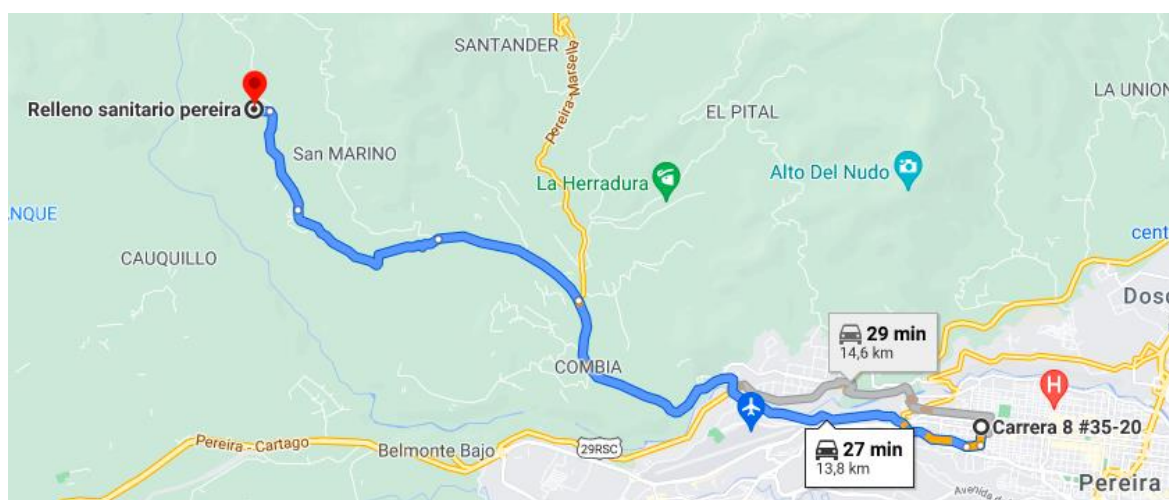 SANTANDER
Pereira-Marsella
LA UNION
Relleno sanitario pereira
EL PITAL
San MARINO
La Herradura
Alto Del Nudo
NQUE
cent
CAUQUILLO
Dosq
29 min
14,6 km
COMBIA
H
Carrera 8 #35-20
Pereira - Cartago
Belmonte Bajo
29RSC
27 min
13,8 km
Avenida de
Pereira